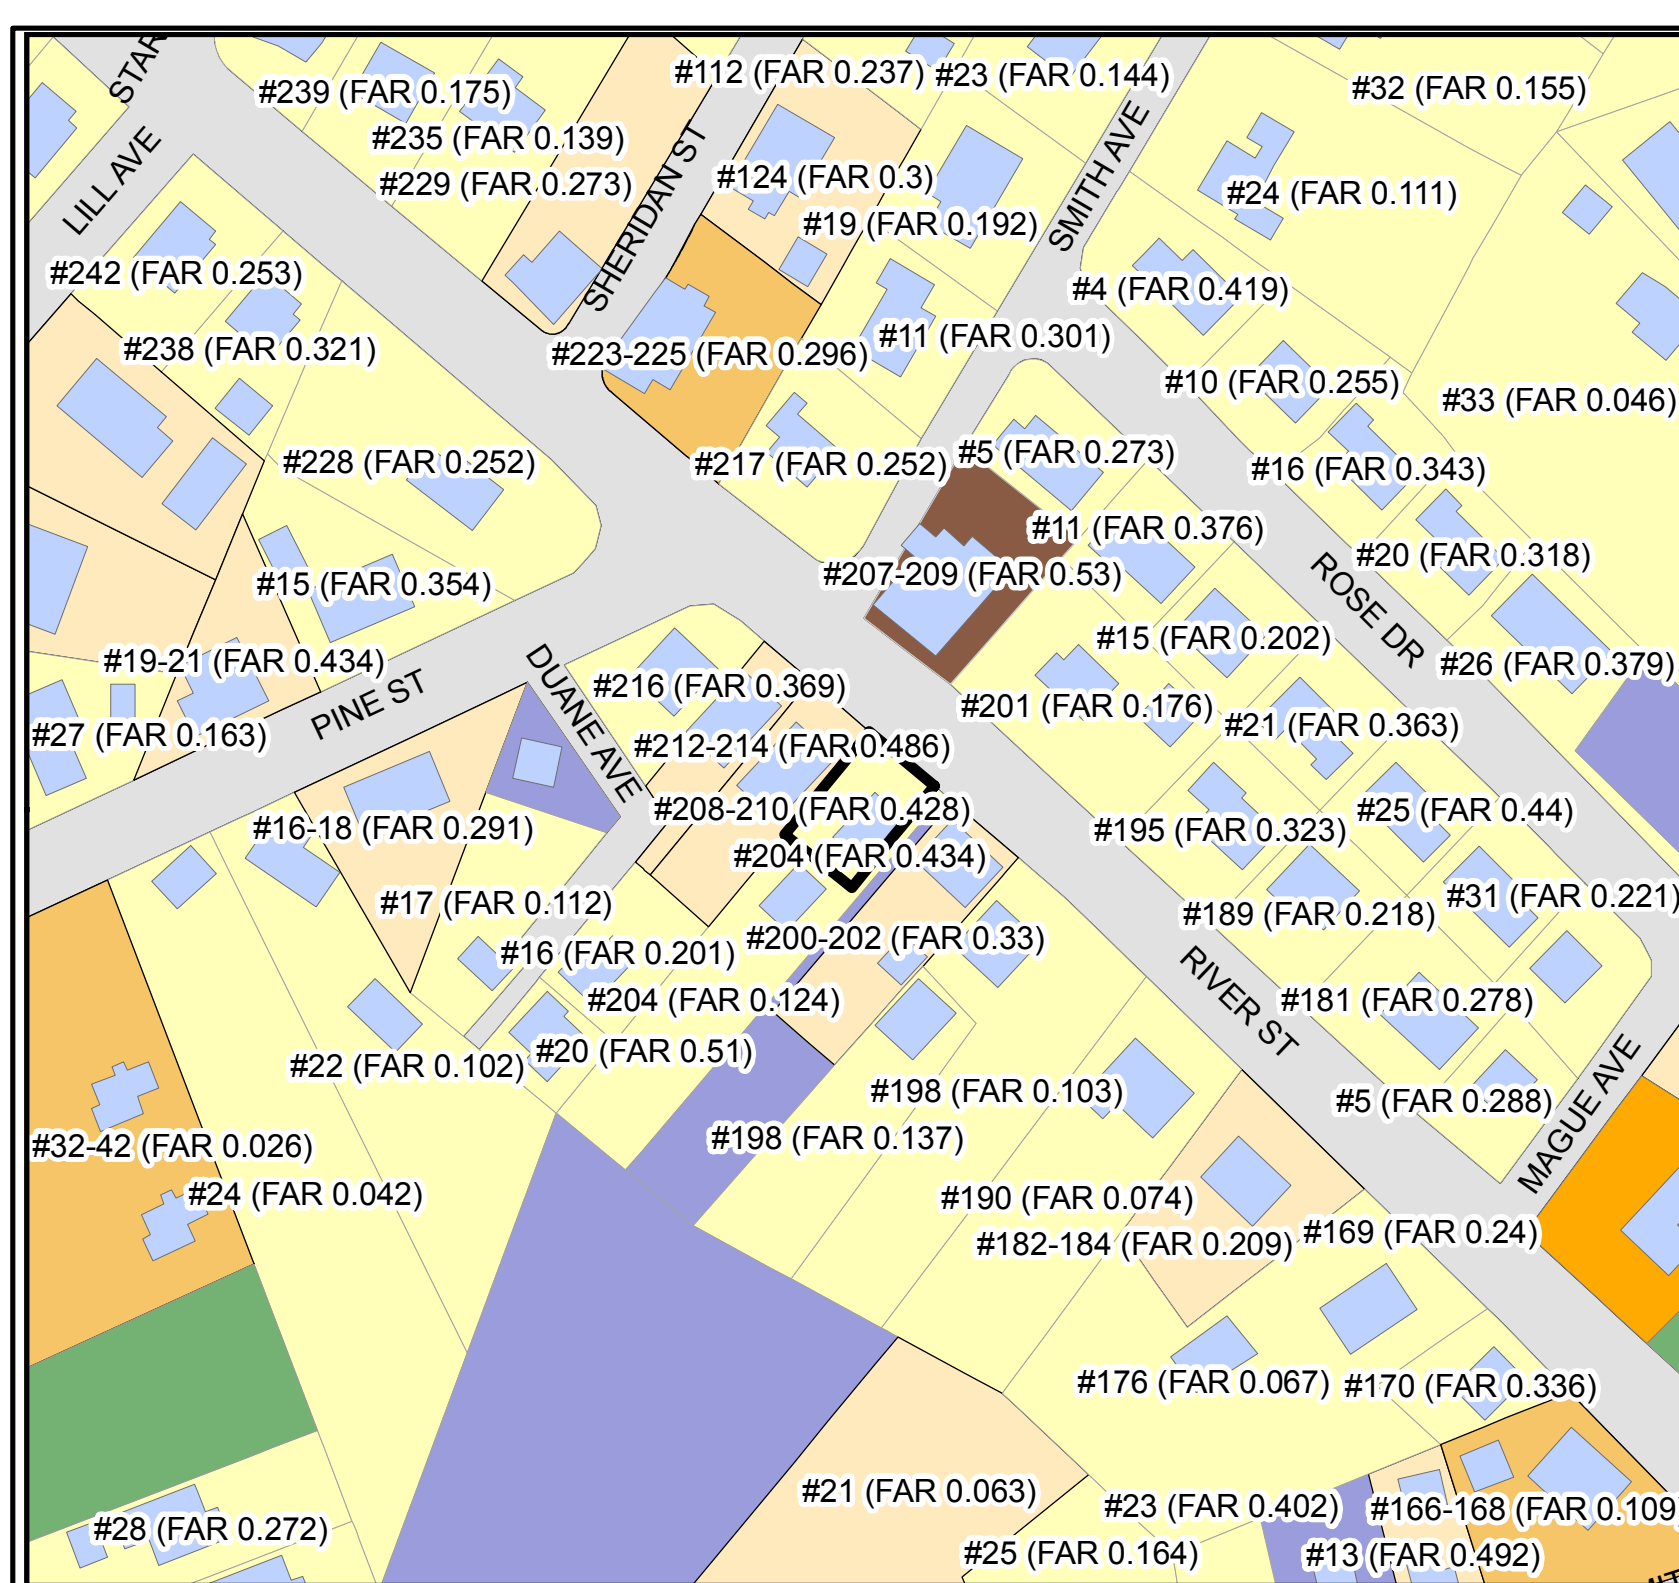 STAR
#239 (FAR 0.175)
#112 (FAR 0.237)
#23 (FAR 0.144)
#32 (FAR 0.155)
#235 (FAR 0.139)
#229 (FAR 0.273)
LILL AVE
SHERIDAN ST
#124 (FAR 0.3)
#19 (FAR 0.192)
SMITH AVE
#24 (FAR 0.111)
#242 (FAR 0.253)
#4 (FAR 0.419)
#238 (FAR 0.321)
#223-225 (FAR 0.296)
#11 (FAR 0.301)
#10 (FAR 0.255)
#33 (FAR 0.046)
#228 (FAR 0.252)
#217 (FAR 0.252)
#5 (FAR 0.273)
#16 (FAR 0.343)
#11 (FAR 0.376)
#20 (FAR 0.318)
#15 (FAR 0.354)
#207-209 (FAR 0.53)
ROSE DR
#15 (FAR 0.202)
#26 (FAR 0.379)
#19-21 (FAR 0.434)
PINE ST
DUANE AVE
#216 (FAR 0.369)
#201 (FAR 0.176)
#21 (FAR 0.363)
#27 (FAR 0.163)
#212-214 (FAR 0.486)
#208-210 (FAR 0.428)
#195 (FAR 0.323)
#25 (FAR 0.44)
#16-18 (FAR 0.291)
#204 (FAR 0.434)
#17 (FAR 0.112)
#189 (FAR 0.218)
#31 (FAR 0.221)
#16 (FAR 0.201)
#200-202 (FAR 0.33)
RIVER ST
#204 (FAR 0.124)
#181 (FAR 0.278)
#22 (FAR 0.102)
#20 (FAR 0.51)
#198 (FAR 0.103)
#5 (FAR 0.288)
MAGUE AVE
#32-42 (FAR 0.026)
#198 (FAR 0.137)
#24 (FAR 0.042)
#190 (FAR 0.074)
#182-184 (FAR 0.209)
#169 (FAR 0.24)
#176 (FAR 0.067)
#170 (FAR 0.336)
#21 (FAR 0.063)
#23 (FAR 0.402)
#166-168 (FAR 0.109
#28 (FAR 0.272)
#25 (FAR 0.164)
#13 (FAR 0.492)